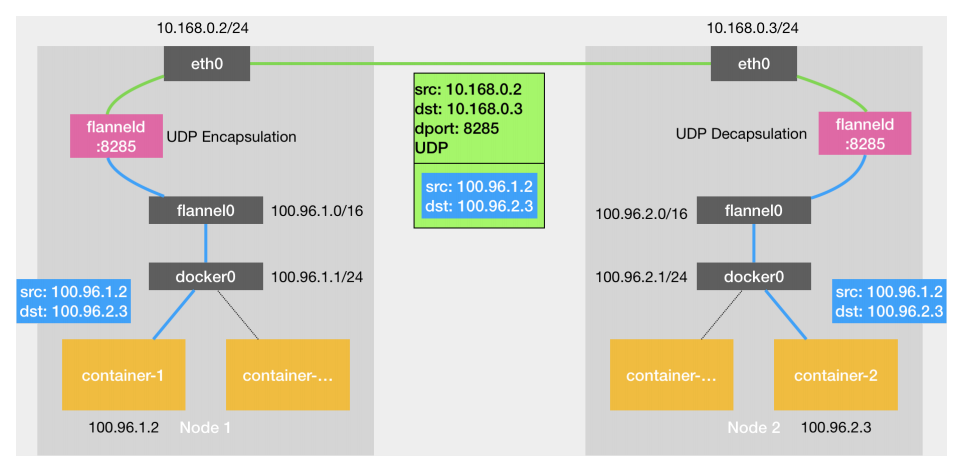 10.168.0.2/24
10.168.0.3/24
eth0
eth0
src: 10.168.0.2
dst: 10.168.0.3
dport: 8285
UDP
flanneld
:8285
UDP Encapsulation
UDP Decapsulation
flanneld
:8285
src: 100.96.1.2
dst: 100.96.2.3
flannel0
100.96.1.0/16
100.96.2.0/16
flannel0
docker0
100.96.1.1/24
100.96.2.1/24
docker0
src: 100.96.1.2
dst: 100.96.2.3
src: 100.96.1.2
dst: 100.96.2.3
container-1
container-...
container-...
container-2
100.96.1.2
Node 1
Node 2
100.96.2.3